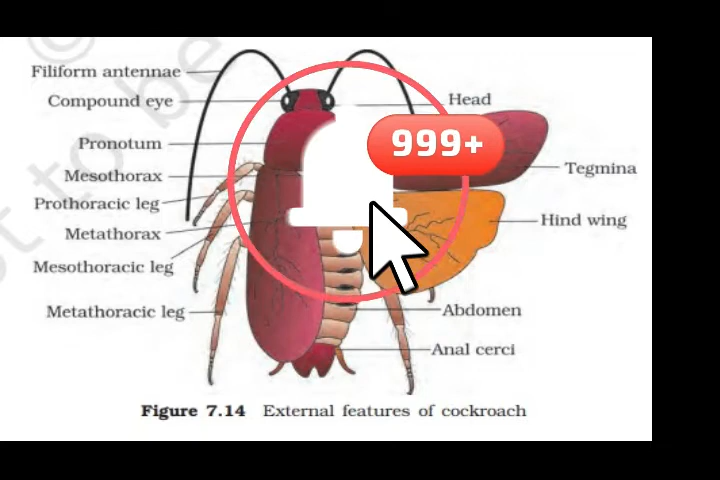 Filiform antennae
Compound eye
Head
999+
Pronotum
Mesothorax
Tegmina
Prothoracic leg
Hind wing
Metathorax
Mesothoracic leg
Metathoracic leg
Abdomen
Anal cerci
Figure 7.14 External features of cockroach